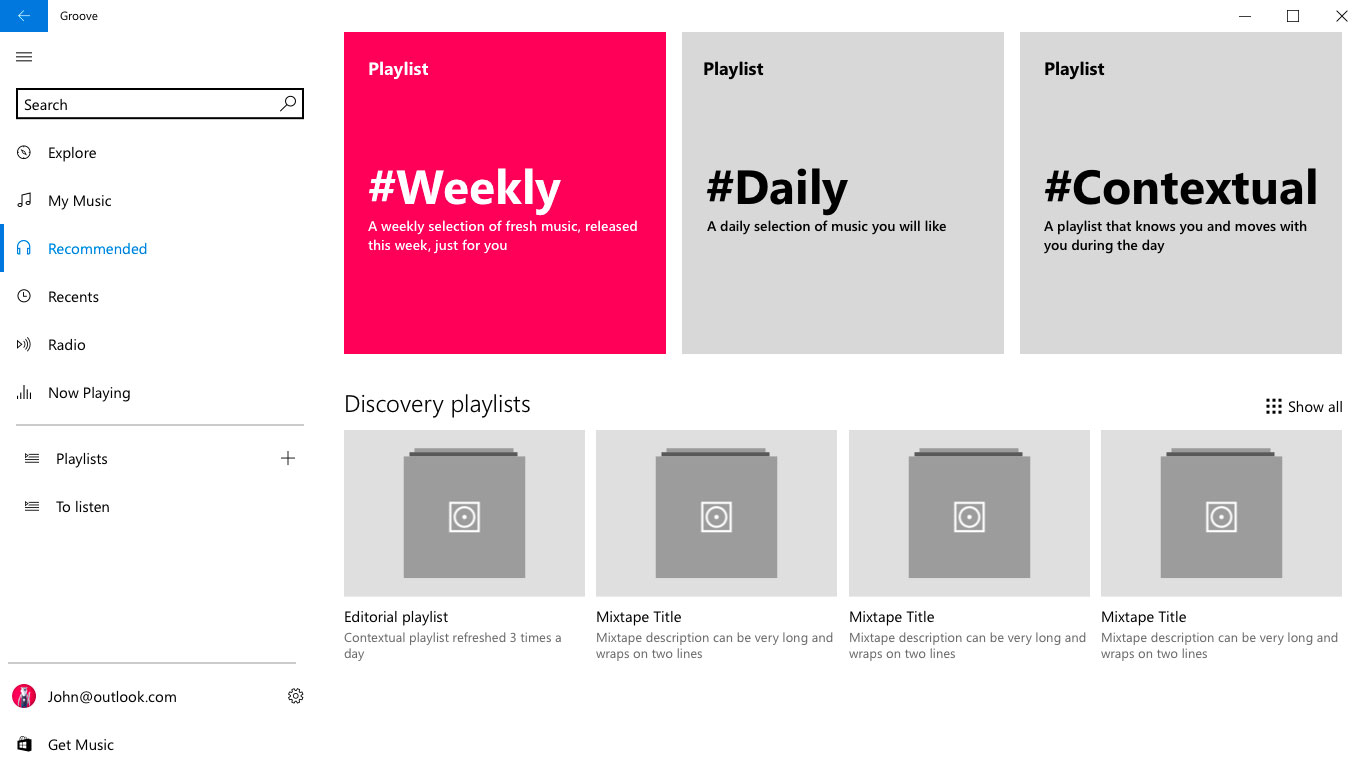 Groove
Search
Explore
My Music
Recommended
Recents
Radio
Now Playing
Playlists
To listen
John@outlook.com
Get Music
Playlist
#Weekly
A weekly selection of fresh music, released
this week, just for you
Playlist
#Daily
A daily selection of music you will like
Playlist
#Contextual
A playlist that knows you and moves with
you during the day
Discovery playlists
Show all
Editorial playlist
Contextual playlist refreshed 3 times a
day
Mixtape Title
Mixtape description can be very long and
wraps on two lines
Mixtape Title
Mixtape description can be very long and
wraps on two lines
Mixtape Title
Mixtape description can be very long and
wraps on two lines